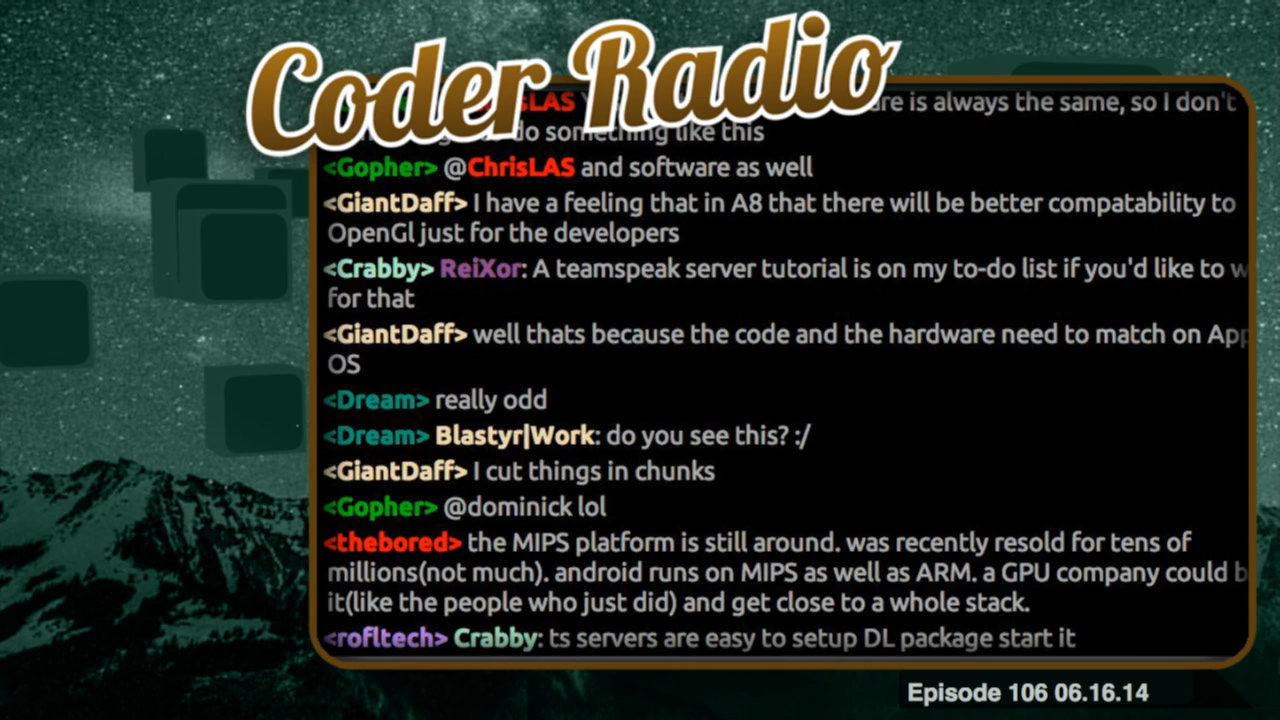 Coder Radio
sLAS re is always the same, so I don't
do something like this
<Gopher> @ChrisLAS and software as well
<GiantDaff> I have a feeling that in A8 that there will be better compatability to
OpenGl just for the developers
<Crabby> ReiXor: A teamspeak server tutorial is on my to-do list if you'd like to w
for that
<GiantDaff> well thats because the code and the hardware need to match on App
OS
<Dream> really odd
<Dream> Blastyr|Work: do you see this? :/
<GiantDaff> I cut things in chunks
<Gopher> @dominick lol
<thebored> the MIPS platform is still around. was recently resold for tens of
millions(not much). android runs on MIPS as well as ARM. a GPU company could b
it(like the people who just did) and get close to a whole stack.
<rofltech> Crabby: ts servers are easy to setup DL package start it
Episode 106 06.16.14